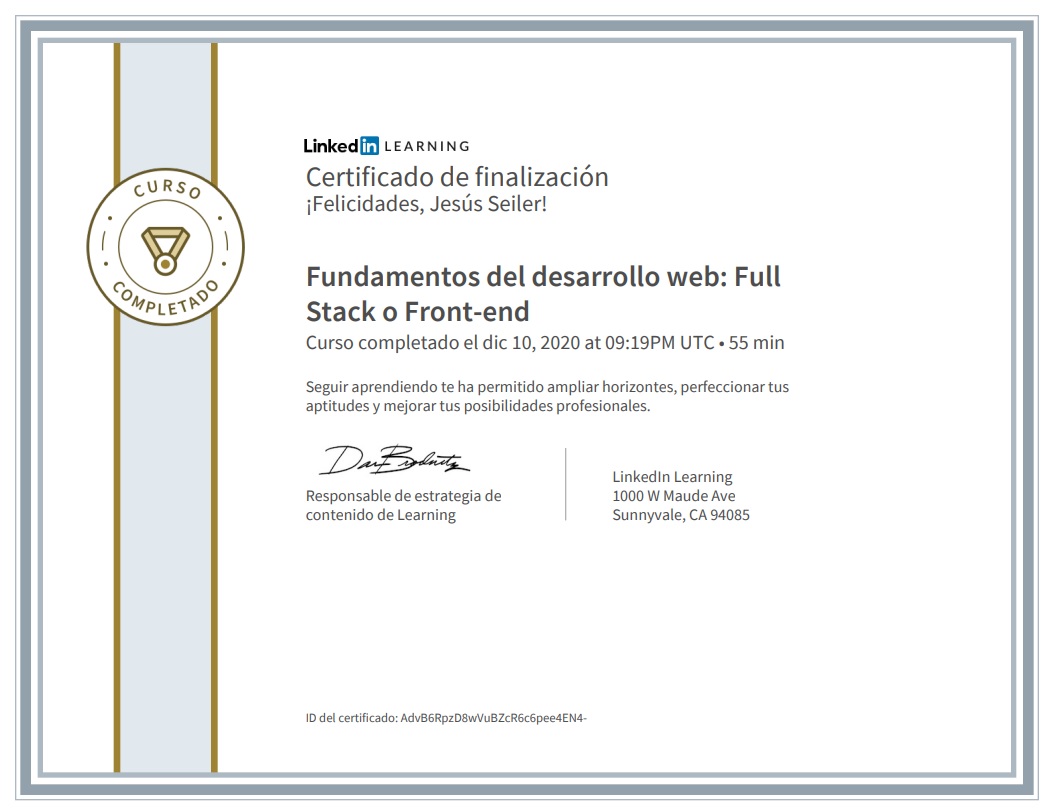 LinkedIn LEARNING
Certificado de finalización
¡Felicidades, Jesús Seiler!
CURSO
COMPLETADO
Fundamentos del desarrollo web: Full
Stack o Front-end
Curso completado el dic 10, 2020 at 09:19PM UTC • 55 min
Seguir aprendiendo te ha permitido ampliar horizontes, perfeccionar tus
aptitudes y mejorar tus posibilidades profesionales.
Responsable de estrategia de
contenido de Learning
LinkedIn Learning
1000 W Maude Ave
Sunnyvale, CA 94085
ID del certificado: AdvB6RpzD8wVuBZcR6c6pee4EN4-